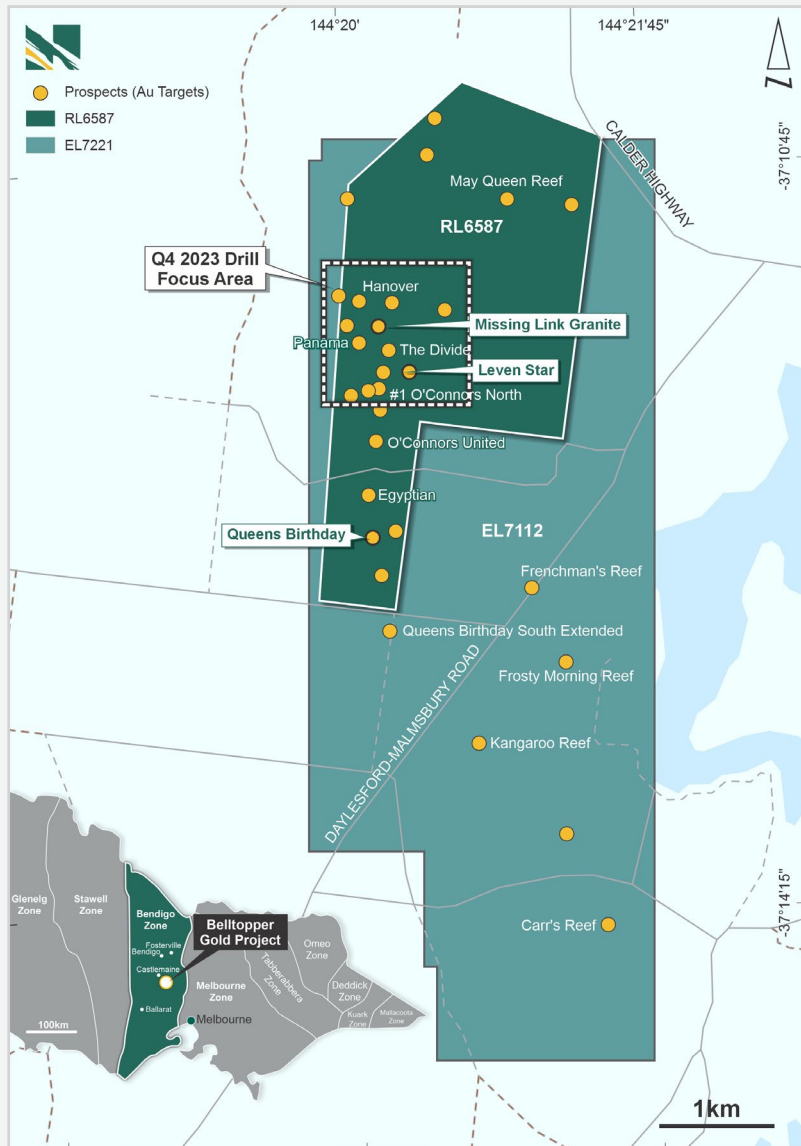 144°20'
144°21'45"
Prospects (Au Targets)
RL6587
EL7221
Z
CALDER HIGHWAY
-37°10'45"
May Queen Reef
RL6587
Q4 2023 Drill
Focus Area
Hanover
Missing Link Granite
Panama
The Divide
Leven Star
#1 O'Connors North
O'Connors United
Egyptian
Queens Birthday
EL7112
Frenchman's Reef
Queens Birthday South Extended
Frosty Morning Reef
DAYLESFORD-MALMSBURY ROAD
Kangaroo Reef
-37°14'15"
Carr's Reef
Glenelg
Zone
Stawell
Zone
Bendigo
Zone
Fosterville
Bendigo
Castlemaine
Ballarat
Belltopper
Gold Project
Melbourne
Zone
Melbourne
Tabberabbera
Zone
Omeo
Zone
Deddick
Zone
Kuark
Zone
Mallacoota
Zone
100km
1km